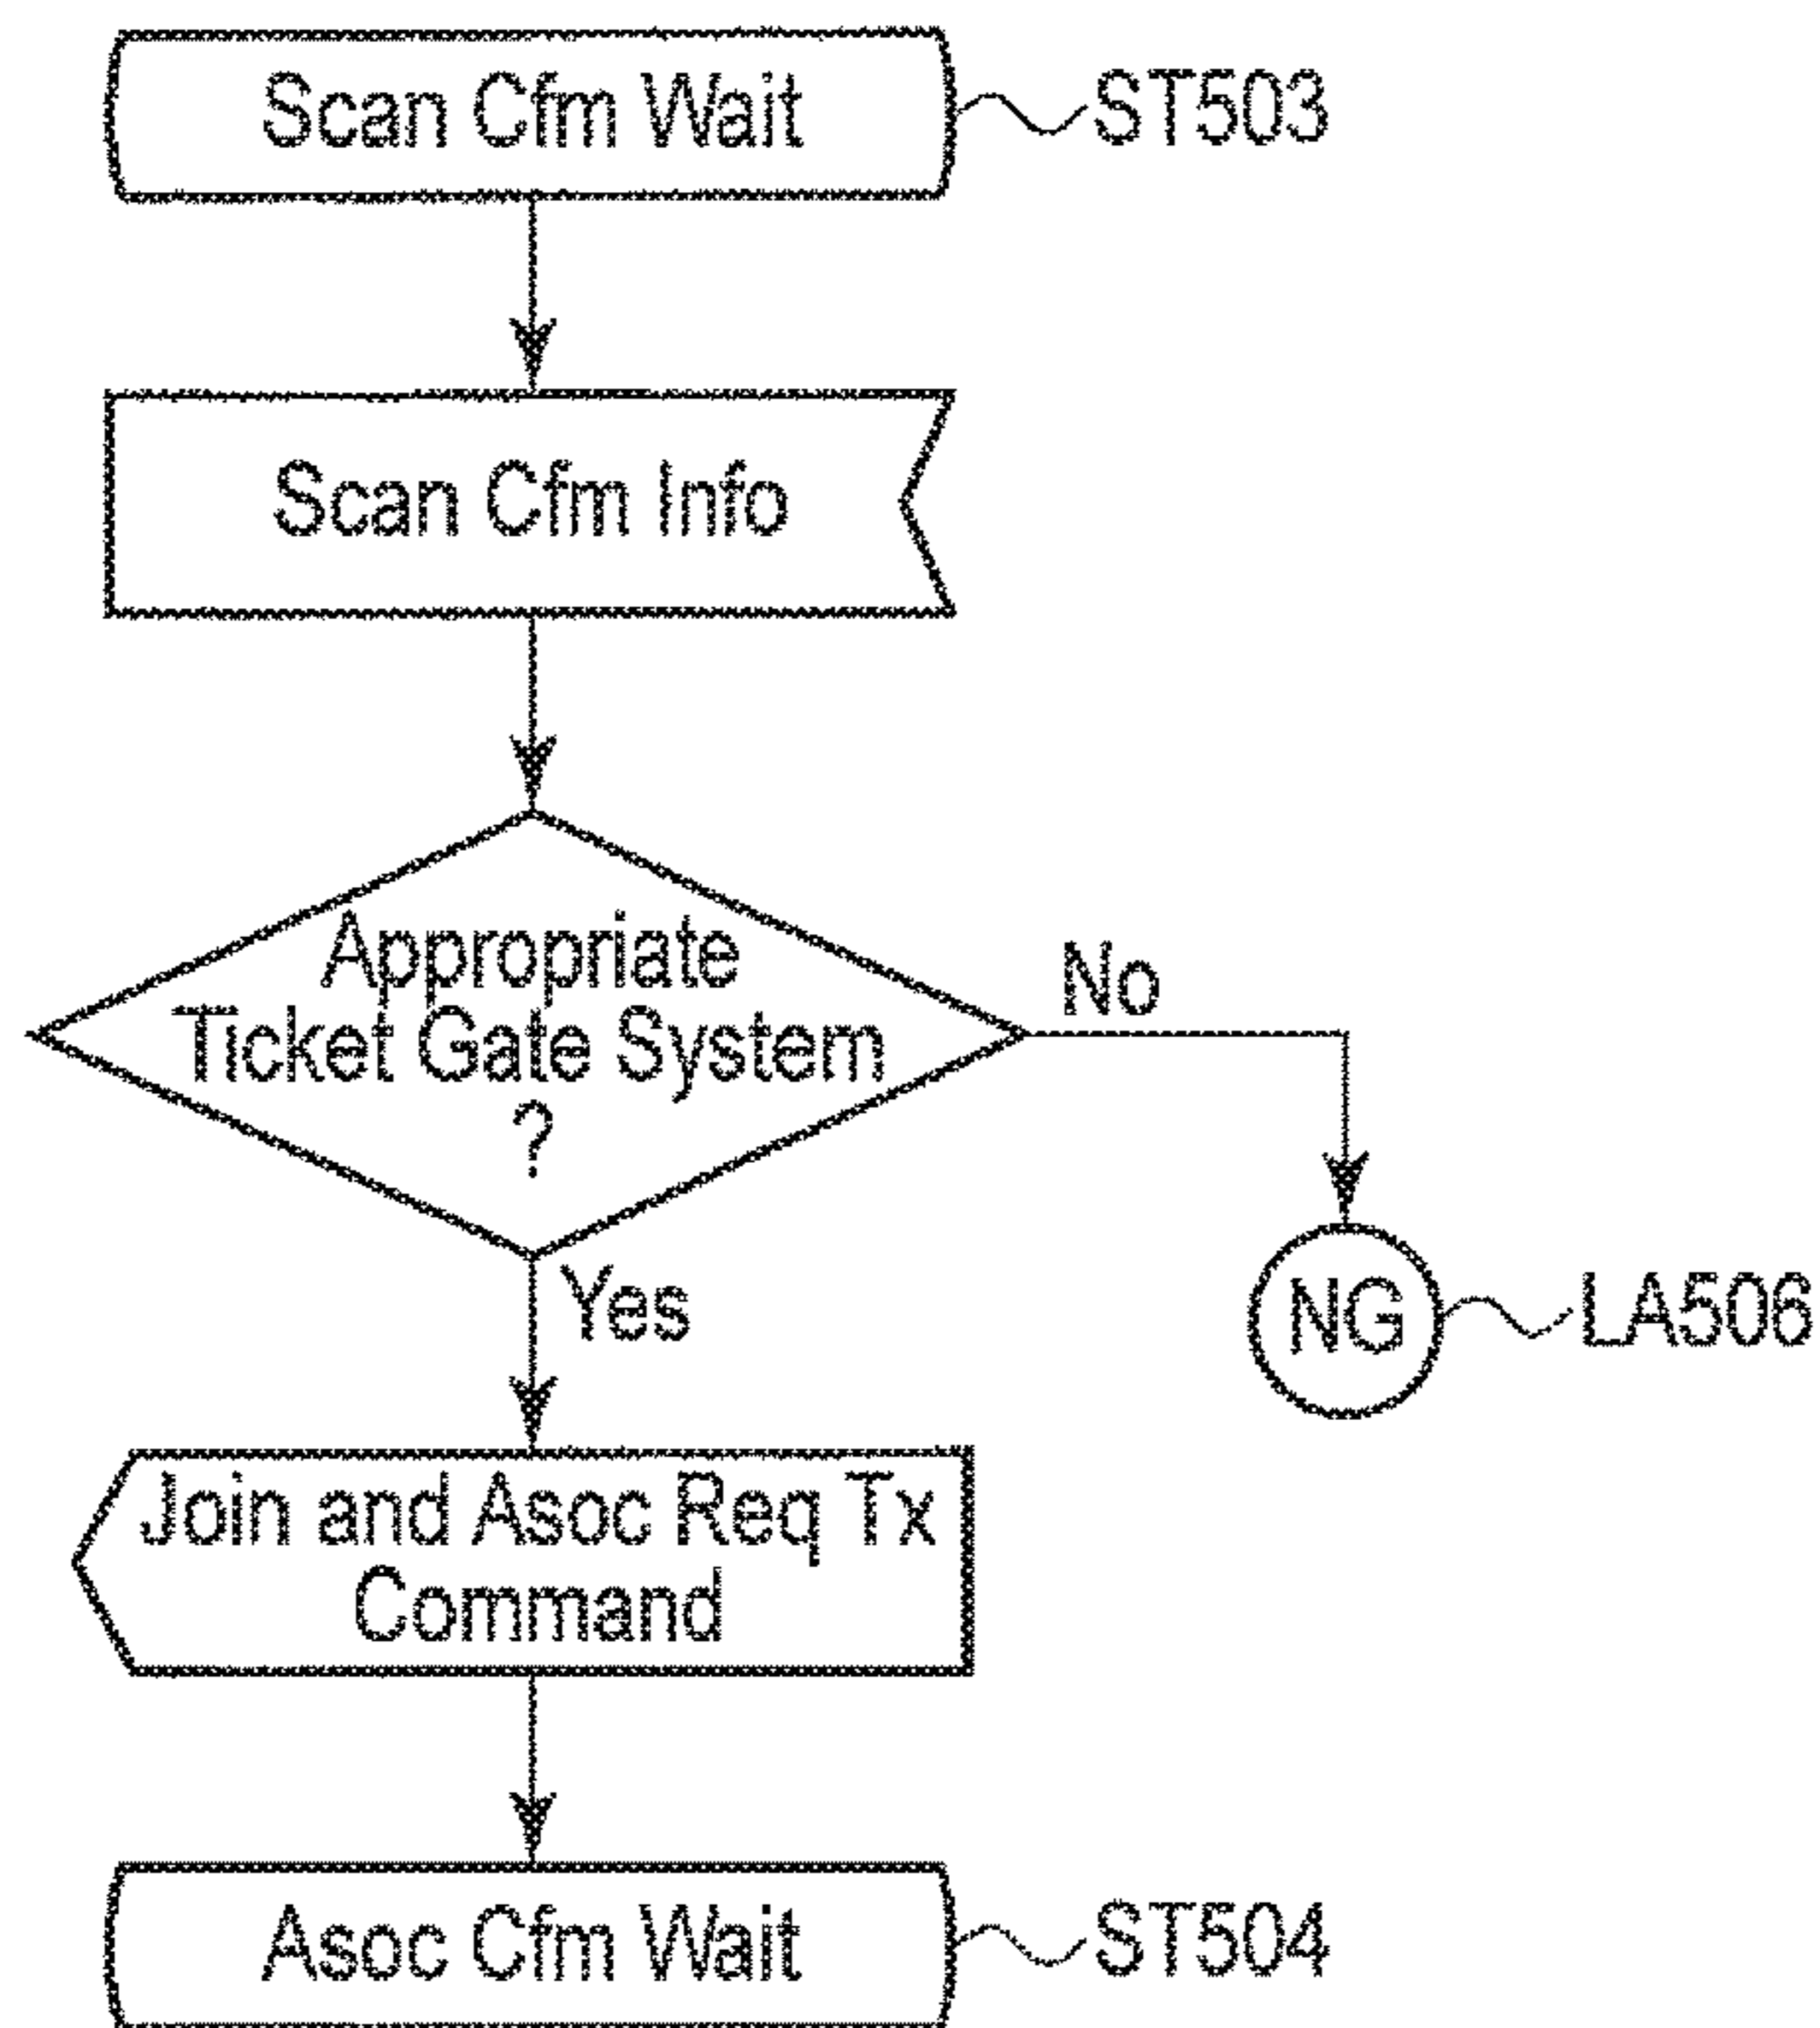 Scan Cfm Wait
ST503
Scan Cfm Info
Appropriate
Ticket Gate System
?
No
Yes
NG
LA506
Join and Asoc Req Tx
Command
Asoc Cfm Wait
ST504